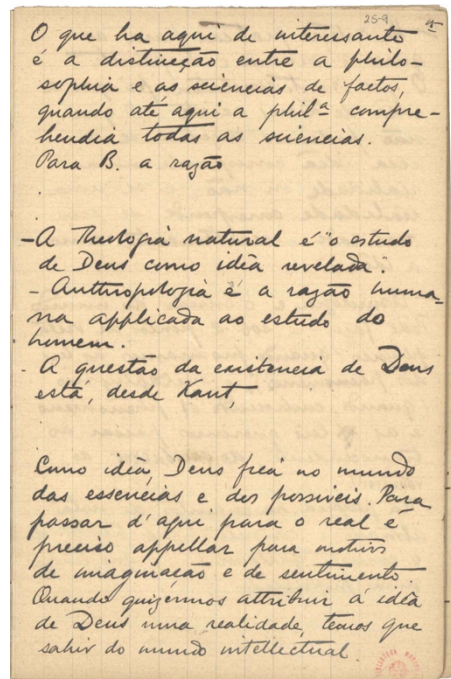 25-9
O que ha aqui de interessante
é a distincção entre a philo-
sophia e as sciencias de factos,
quando até aqui a philª compre-
hendia todas as sciencias.
Para B. a razão
.
.
– A Theologia natural é "o estudo
de Deus como idéa revelada".
– Anthropologia é a razão huma-
na applicada ao estudo do
homem.
- A questão da existencia de Deus
está, desde Kant,
.
Como idéa, Deus fica no mundo
das essencias e dos possiveis. Para
passar d'aqui para o real é
preciso appellar para motivos
de imaginação e de sentimento.
Quando quizermos attribuir á idéa
de Deus uma realidade, temos que
sahir do mundo intellectual.